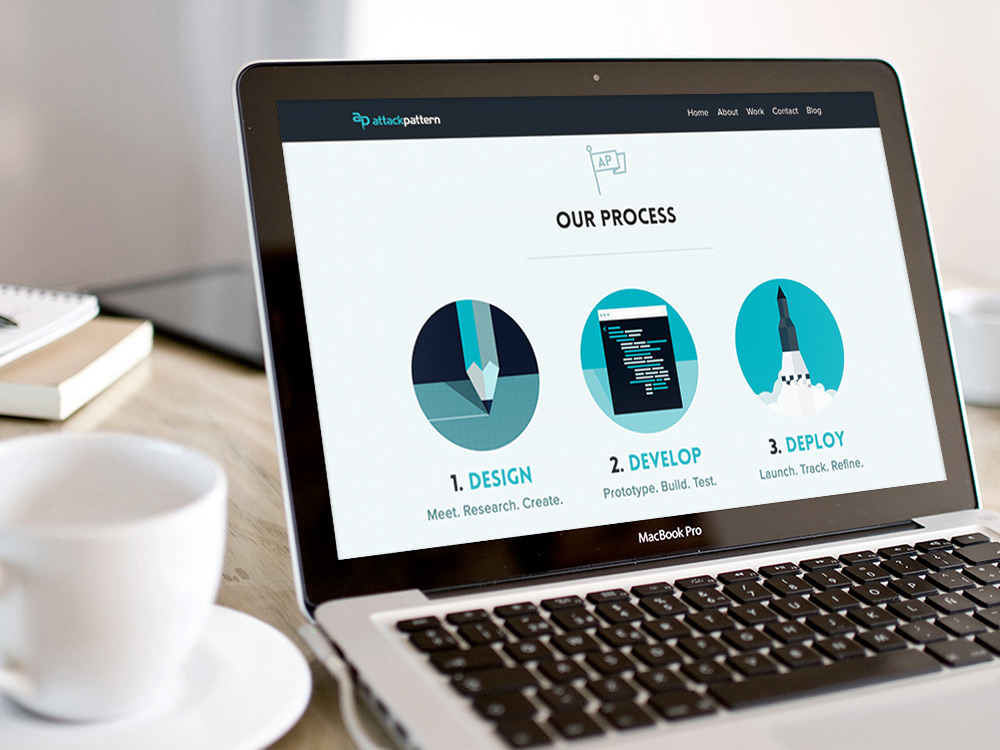 ap attackpattern
Home About Work Contact Blog
AP
OUR PROCESS
1. DESIGN
Meet. Research. Create.
2. DEVELOP
Prototype. Build. Test.
3. DEPLOY
Launch. Track. Refine.
MacBook Pro